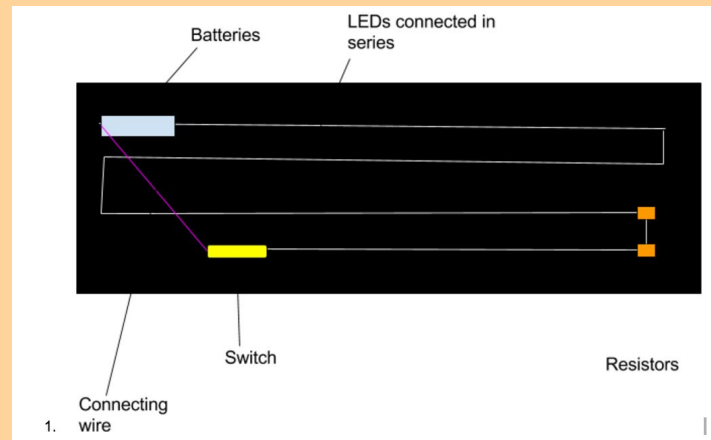 Batteries
LEDs connected in
series
Switch
Resistors
Connecting
1. wire